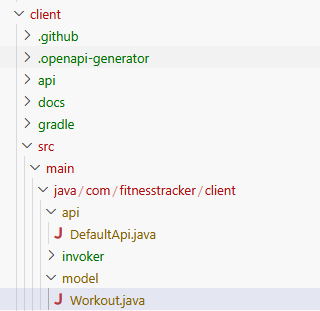 client
.github
.openapi-generator
api
docs
gradle
src
main
java/com/fitnesstracker/client
api
J DefaultApi.java
invoker
model
J Workout.java